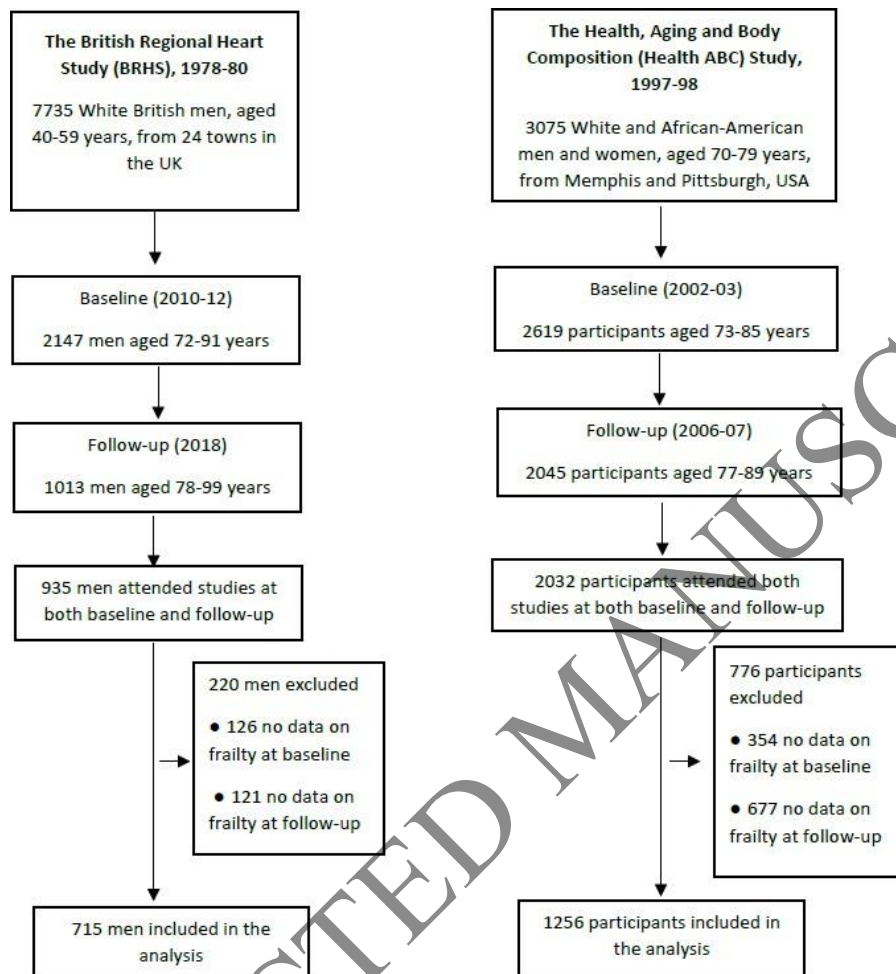 The British Regional Heart
Study (BRHS), 1978-80
7735 White British men, aged
40-59 years, from 24 towns in
the UK
Baseline (2010-12)
2147 men aged 72-91 years
Follow-up (2018)
1013 men aged 78-99 years
935 men attended studies at
both baseline and follow-up
220 men excluded
● 126 no data on
frailty at baseline
● 121 no data on
frailty at follow-up
715 men included in the
analysis
The Health, Aging and Body
Composition (Health ABC) Study,
1997-98
3075 White and African-American
men and women, aged 70-79 years,
from Memphis and Pittsburgh, USA
Baseline (2002-03)
2619 participants aged 73-85 years
Follow-up (2006-07)
2045 participants aged 77-89 years
2032 participants attended both
studies at both baseline and follow-up
776 participants
excluded
● 354 no data on
frailty at baseline
● 677 no data on
frailty at follow-up
1256 participants included in
the analysis
CTED MANUSC